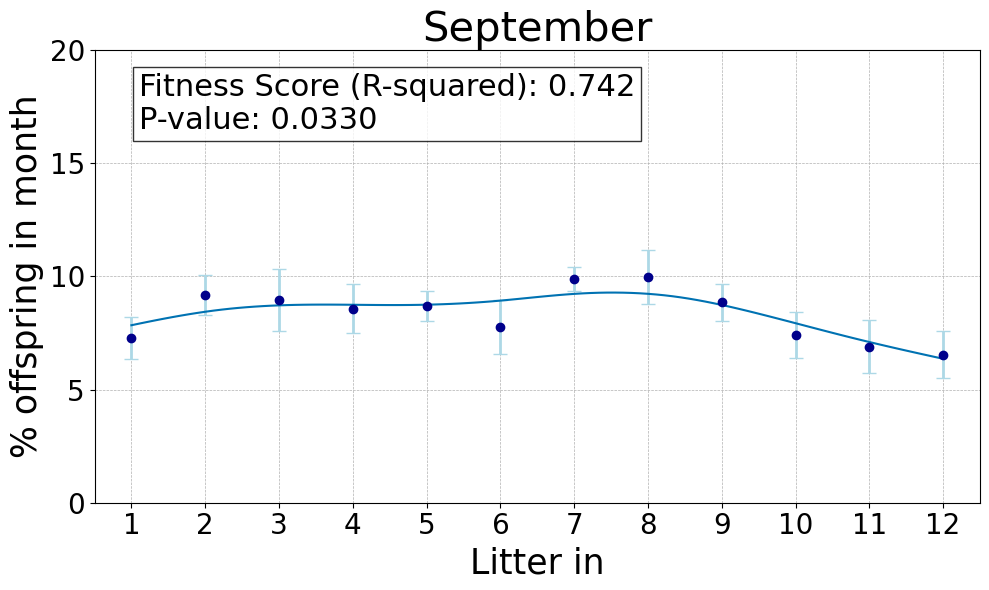 September
Fitness Score (R-squared): 0.742
P-value: 0.0330
% offspring in month
20
15
10
5
0
1 2 3 4 5 6 7 8 9 10 11 12
Litter in